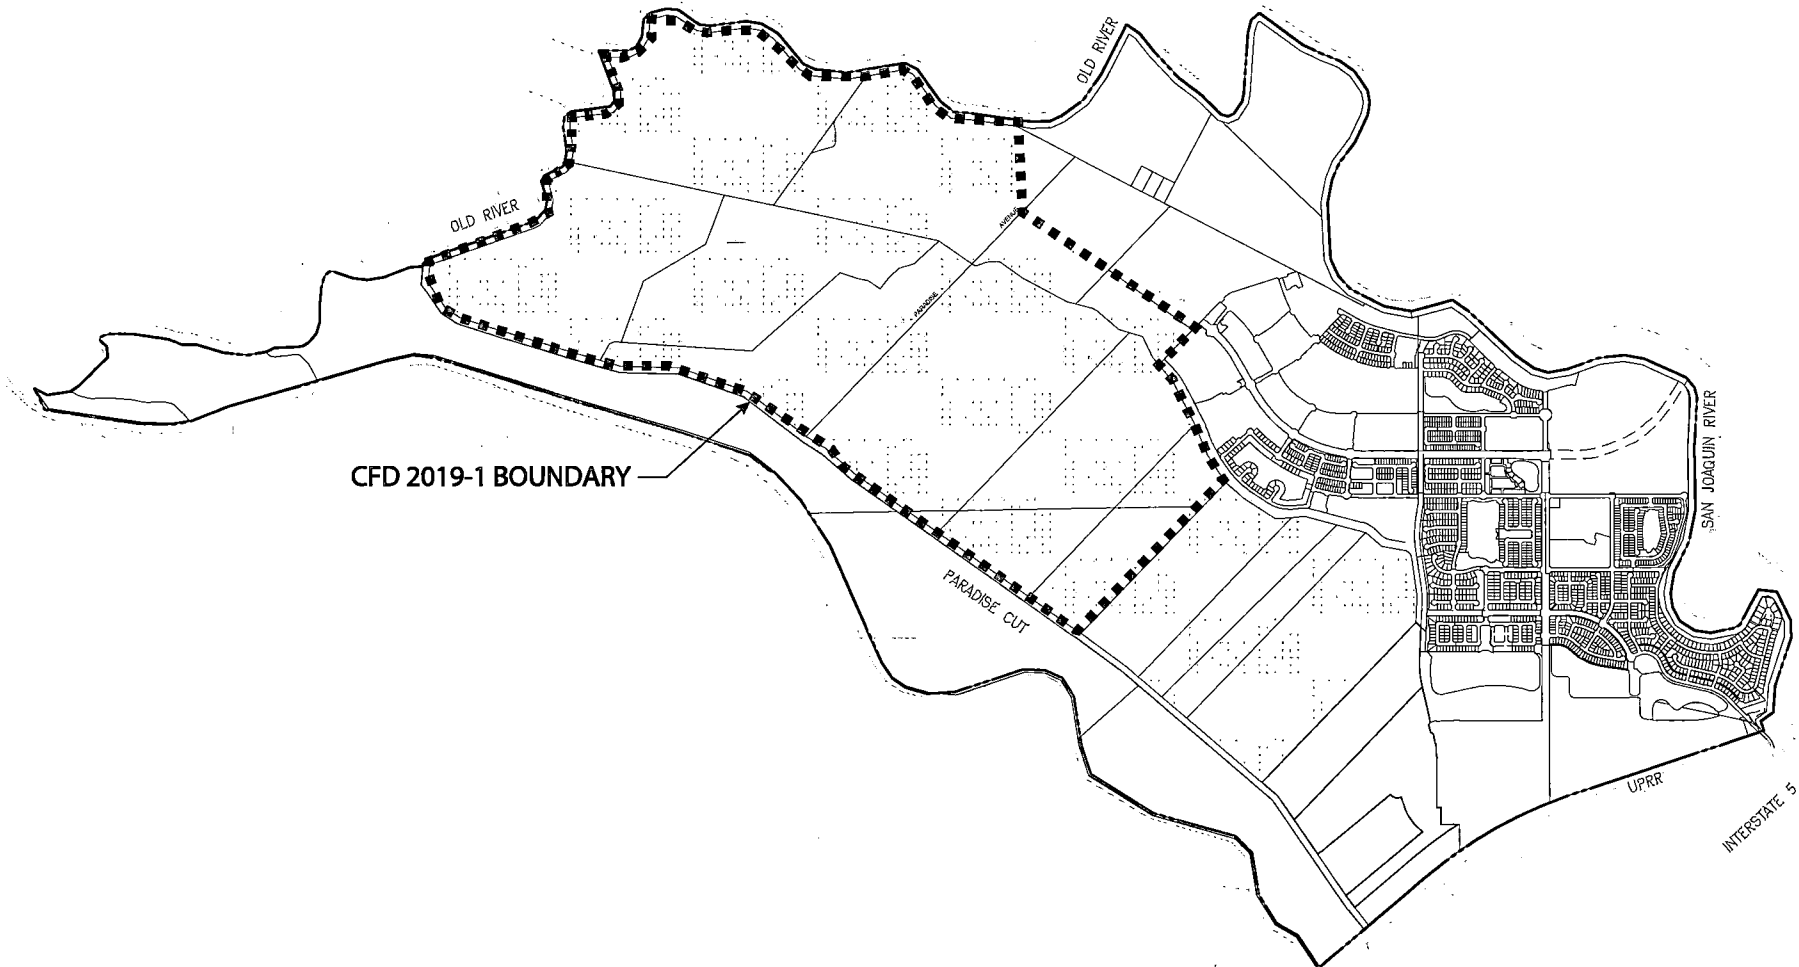 OLD RIVER
OLD RIVER
AVENUE
PARADISE
CFD 2019-1 BOUNDARY
SAN JOAQUIN RIVER
PARADISE CUT
UPRR
INTERSTATE 5